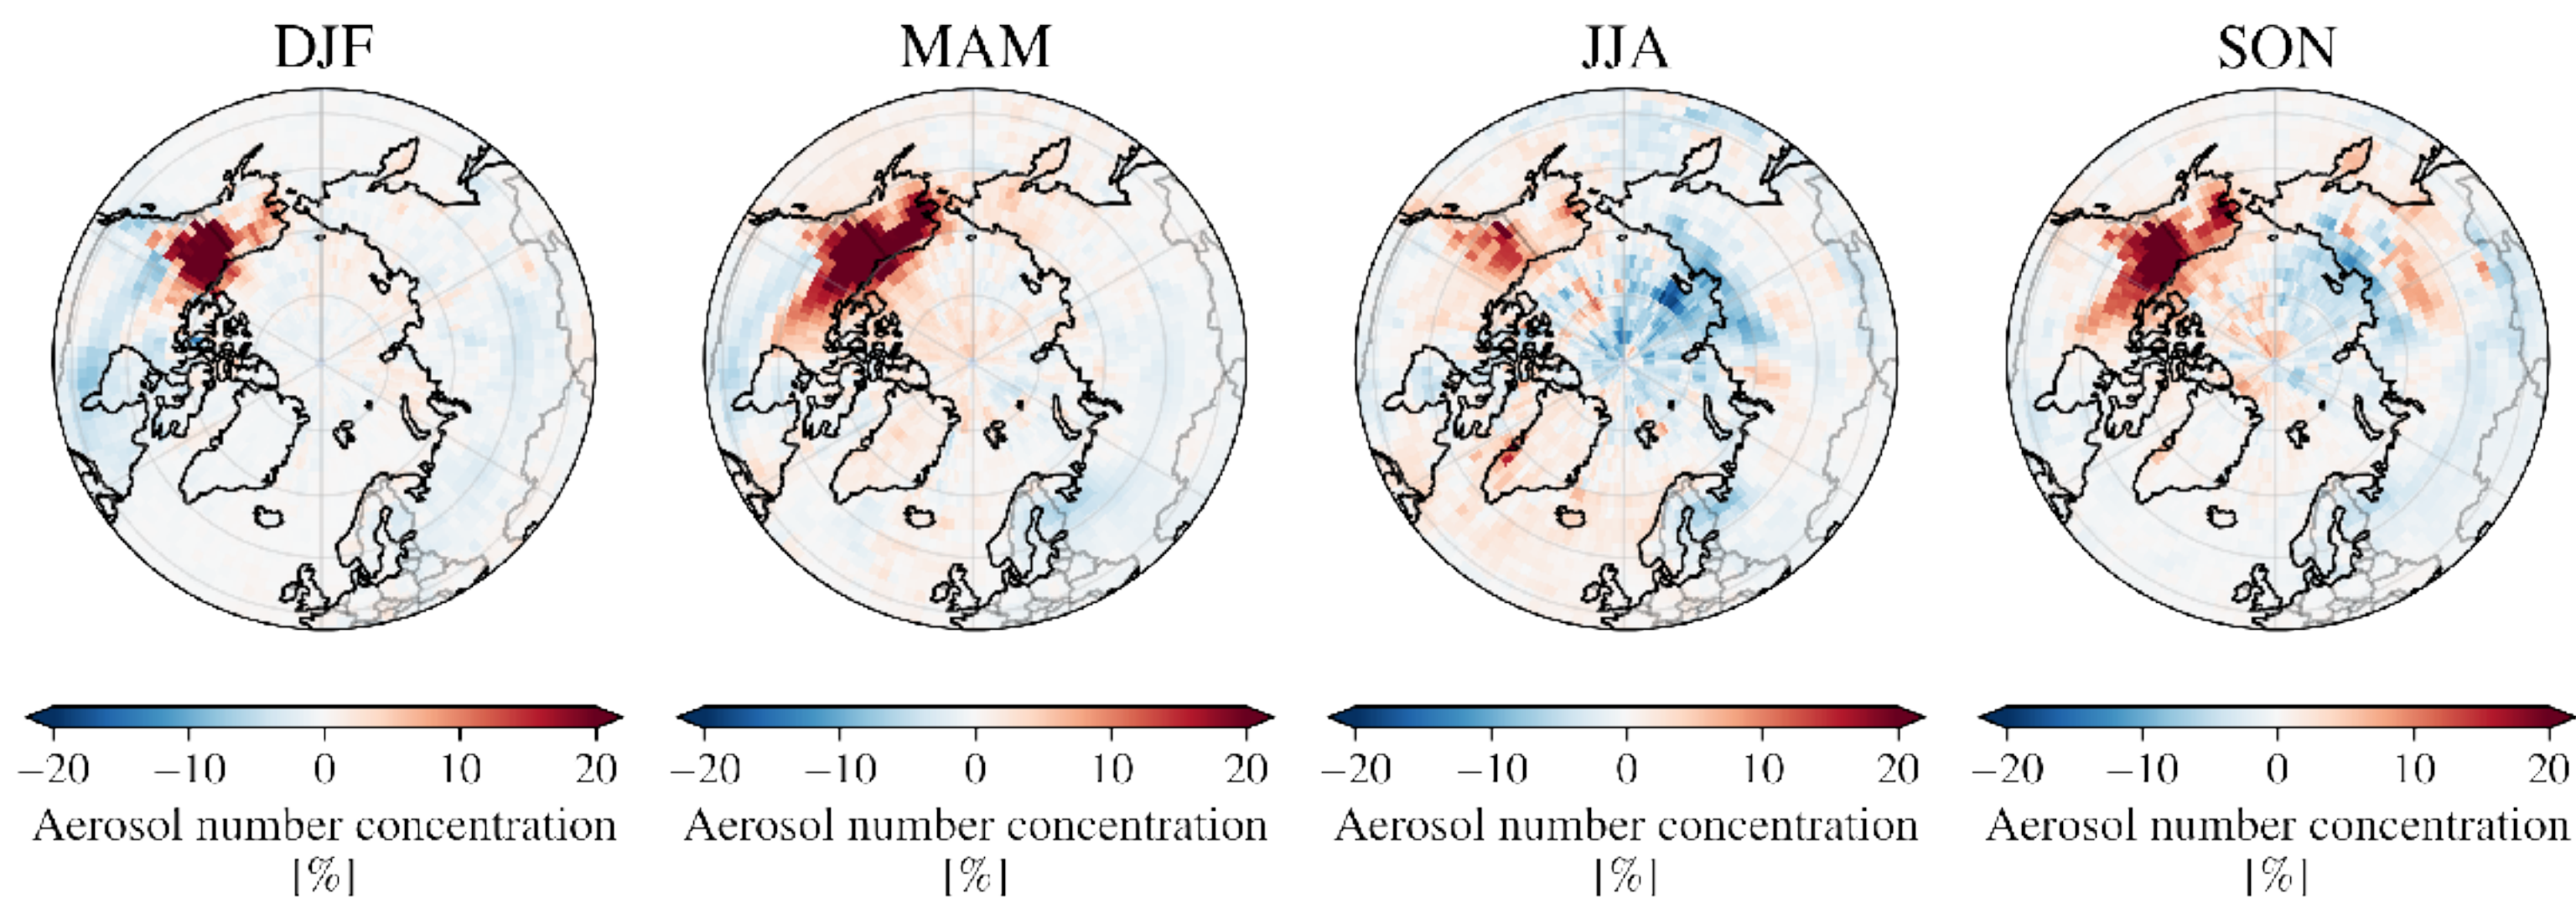 DJF MAM JJA SON
−20 −10 0 10 20 −20 −10 0 10 20 −20 −10 0 10 20 −20 −10 0 10 20
Aerosol number concentration Aerosol number concentration Aerosol number concentration Aerosol number concentration
[%] [%] [%] [%]